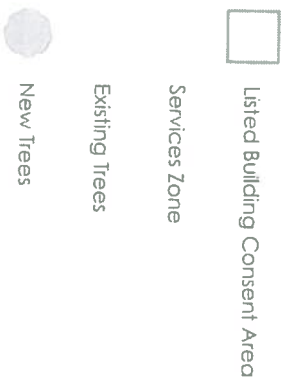 Listed Building Consent Area
Services Zone
Existing Trees
New Trees